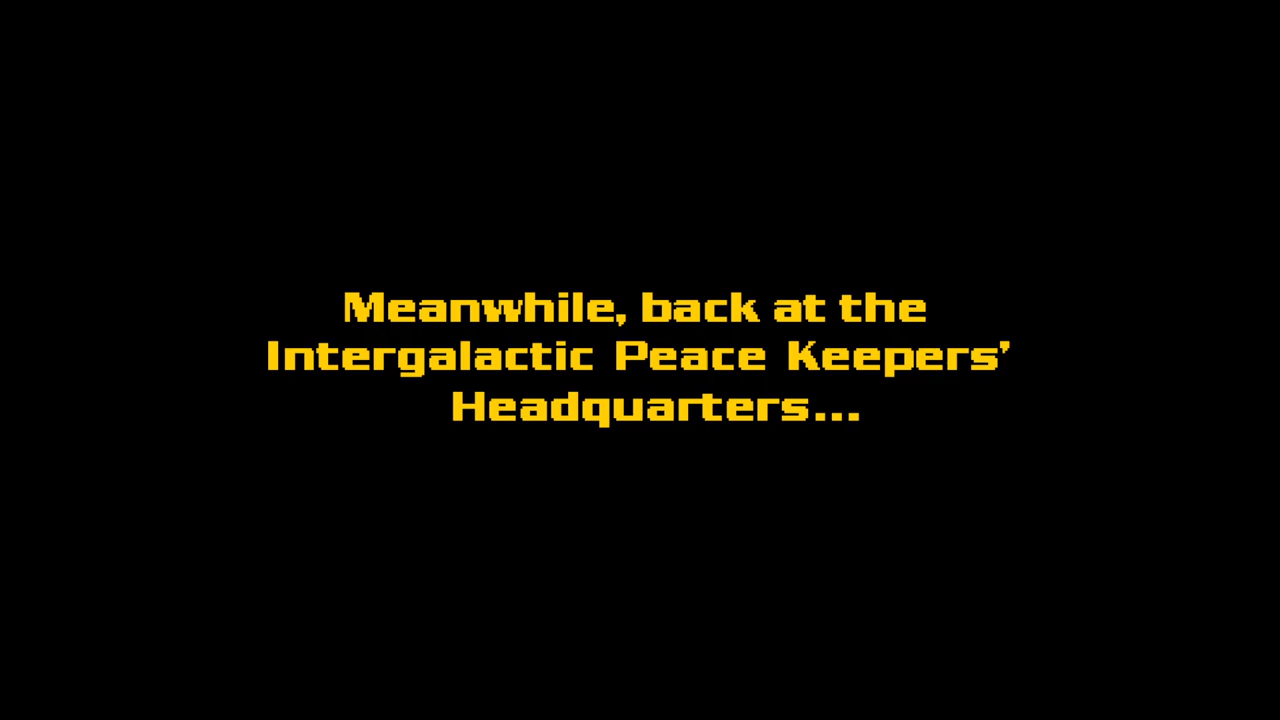 Meanwhile, back at the
Intergalactic Peace Keepers’
Headquarters...